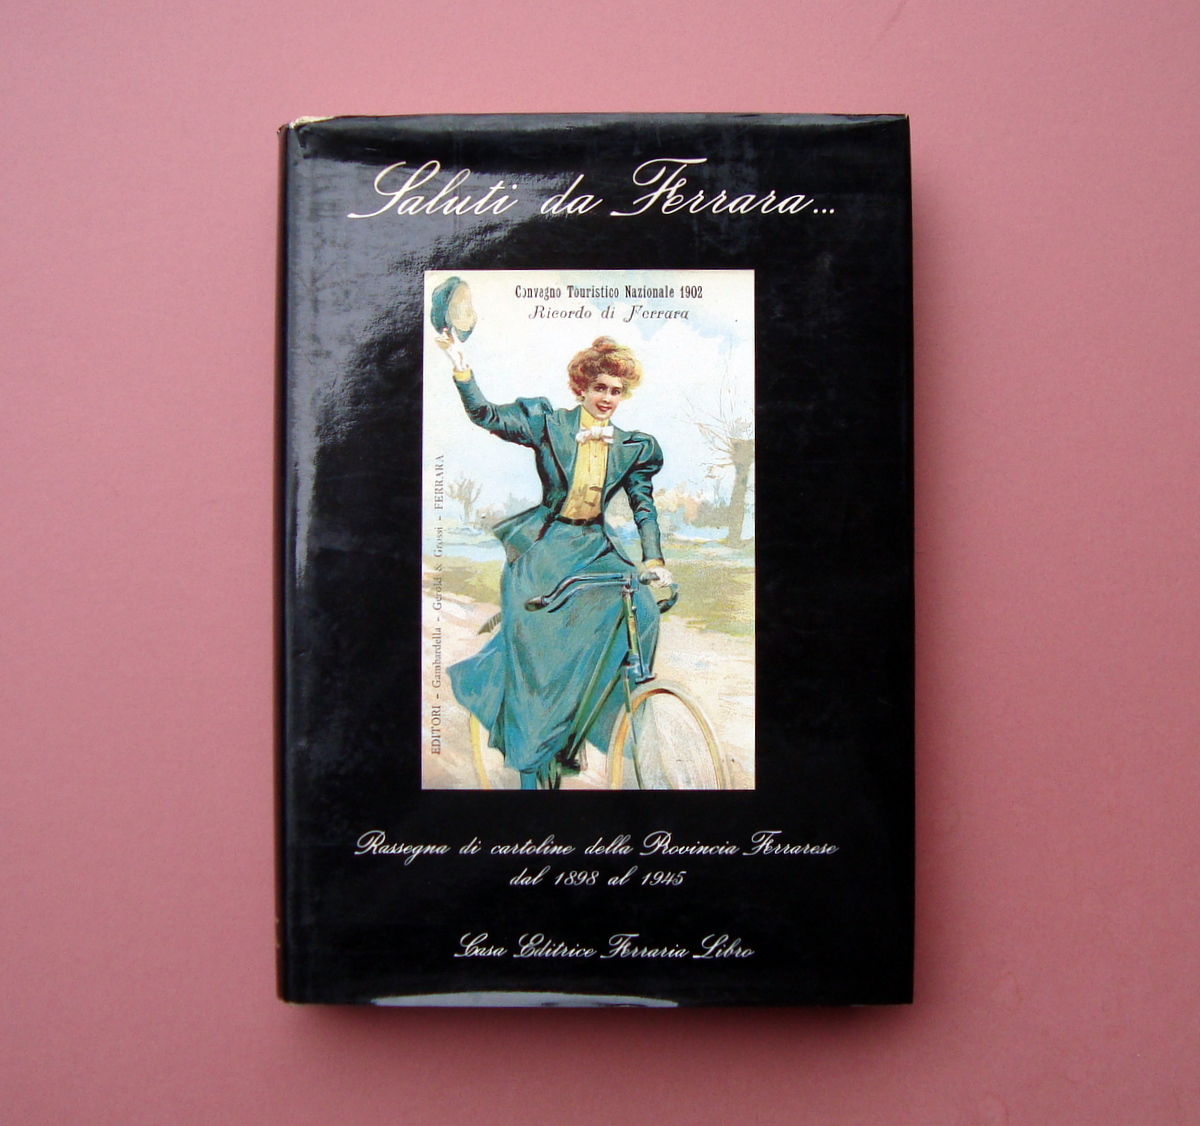 Saluti da Ferrara...
Convegno Touristico Nazionale 1902
Ricordo di Ferrara
EDITORI - Gambardella - Gerold & Grossi - FERRARA
Rassegna di cartoline della Provincia Ferrarese
dal 1898 al 1945
Casa Editrice Ferraria Libro